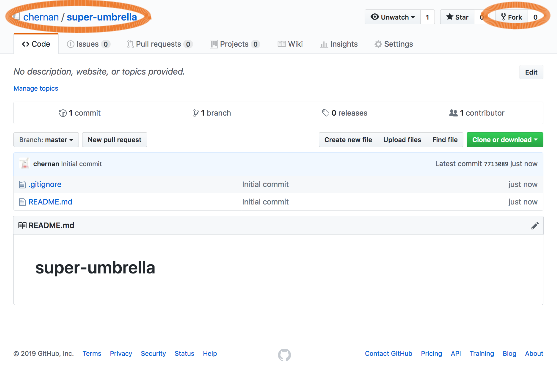 chernan / super-umbrella
Unwatch 1 Star Fork 0
Code Issues 0 Pull requests 0 Projects 0 Wiki Insights Settings
No description, website, or topics provided. Edit
Manage topics
1 commit 1 branch 0 releases 1 contributor
Branch: master New pull request Create new file Upload files Find file Clone or download
chernan Initial commit Latest commit just now
.gitignore Initial commit just now
README.md Initial commit just now
README.md
super-umbrella
© 2019 GitHub, Inc. Terms Privacy Security Status Help Contact GitHub Pricing API Training Blog About